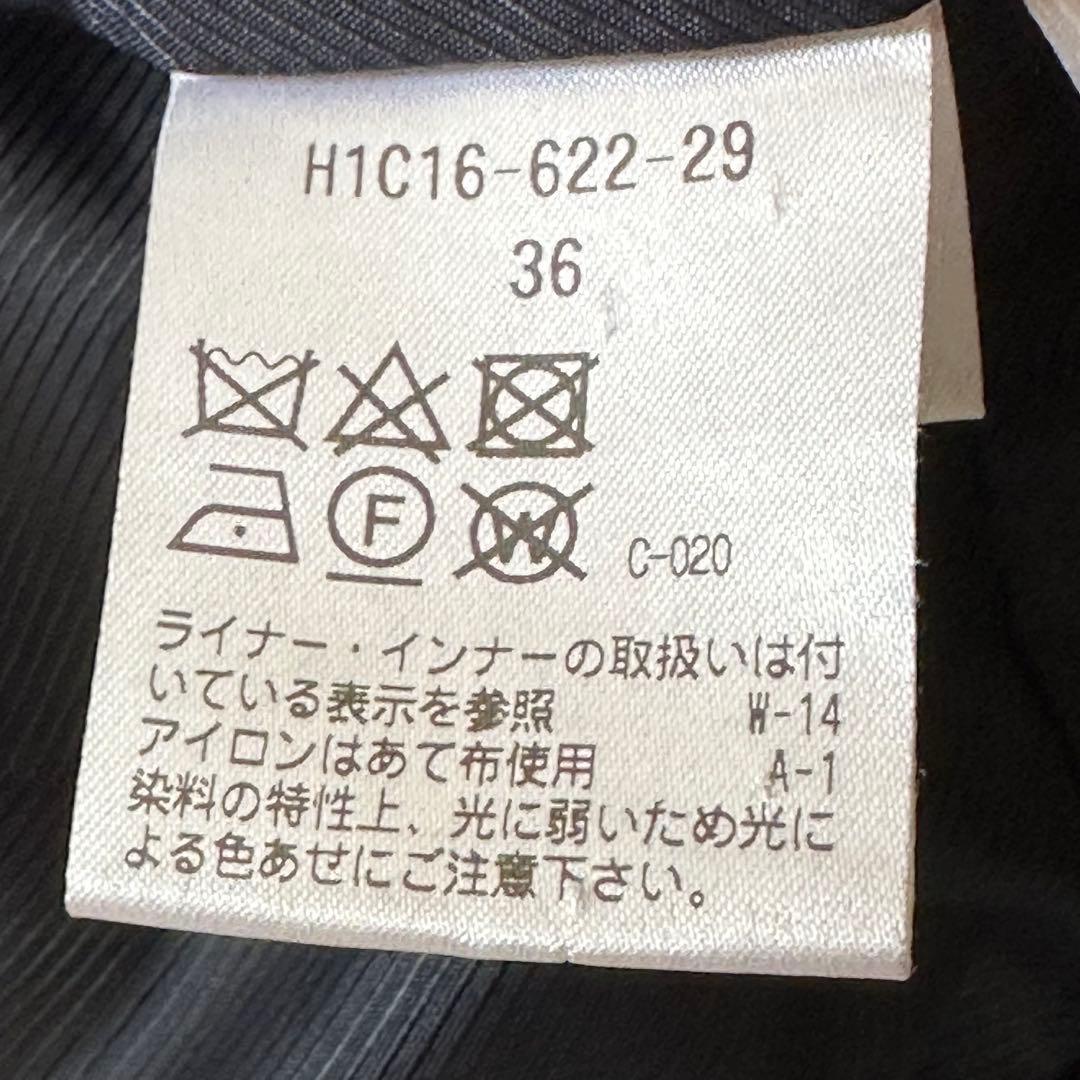 H1C16-622-29
36
F W C-020
ライナー・インナーの取扱いは付
いている表示を参照 W-14
アイロンはあて布使用 A-1
染料の特性上、光に弱いため光に
よる色あせにご注意下さい。